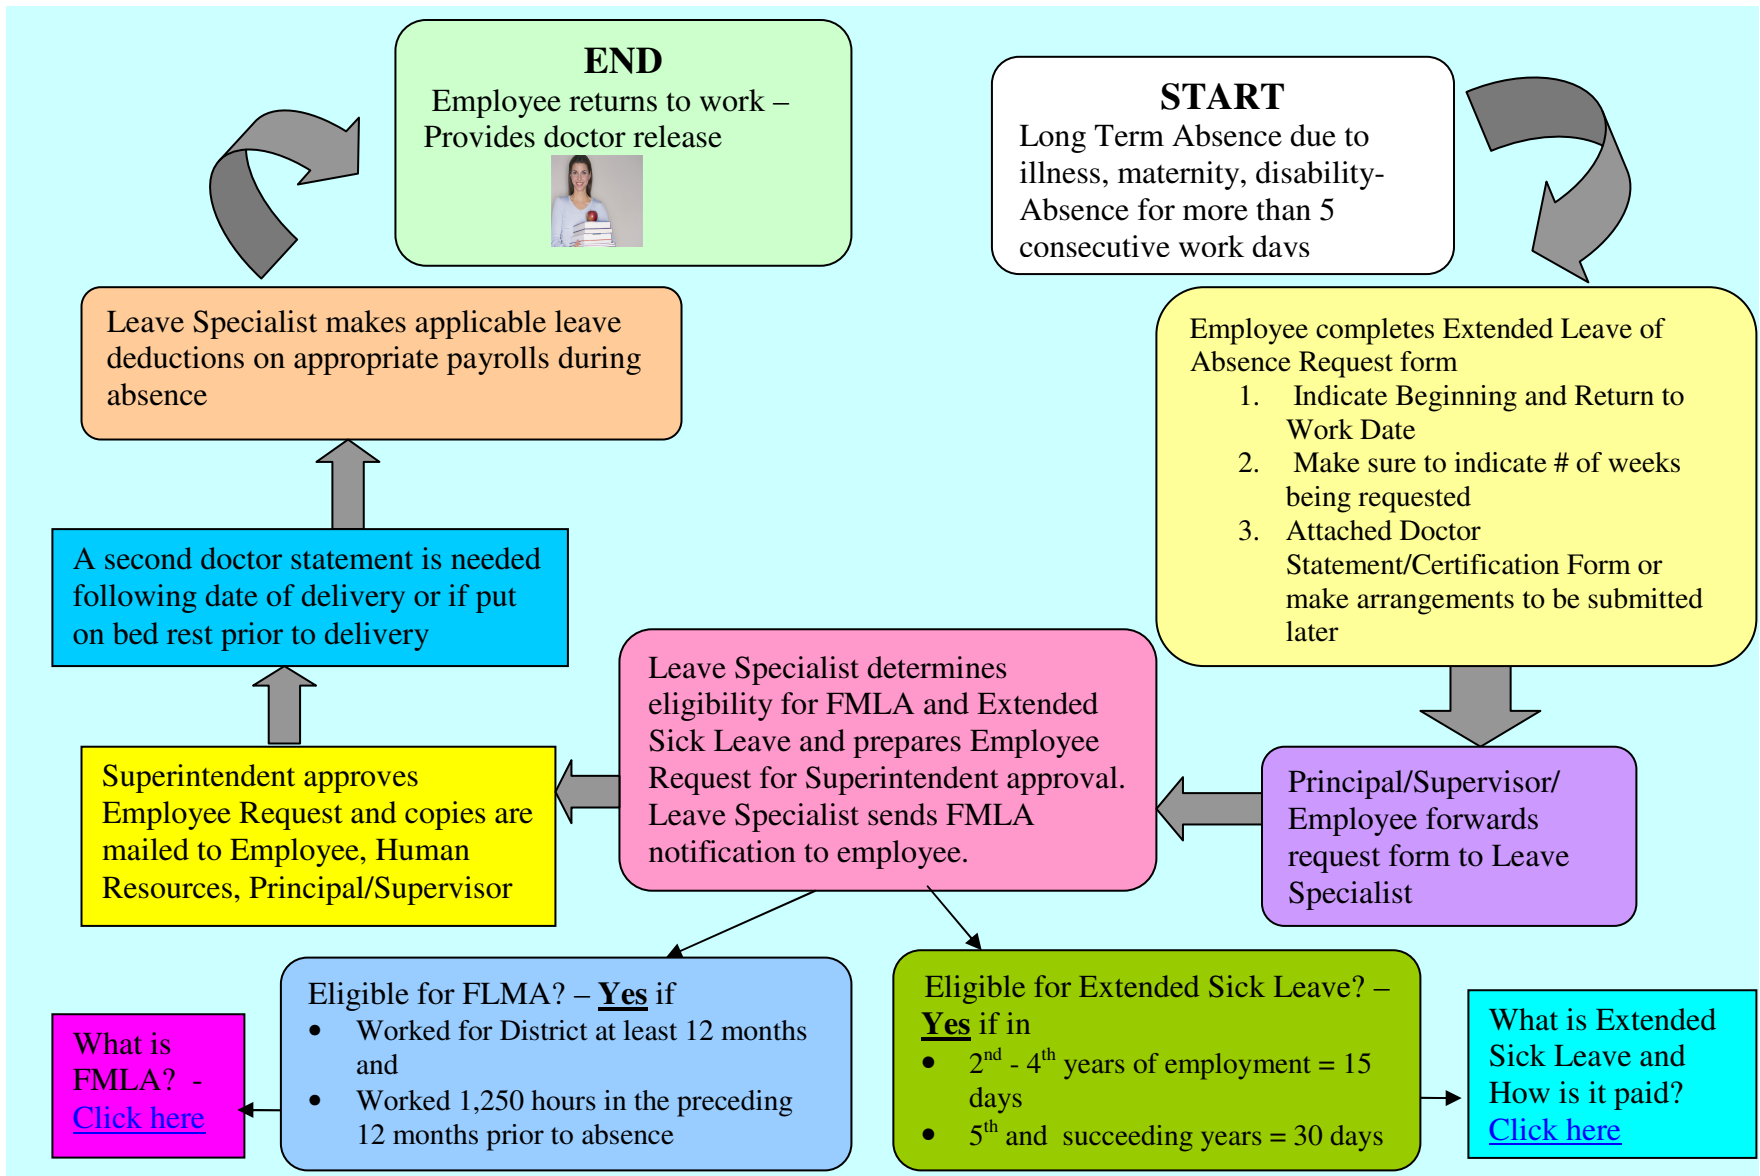 START
Long Term Absence due to
illness, maternity, disability-
Absence for more than 5
consecutive work days
Employee completes Extended Leave of
Absence Request form
1. Indicate Beginning and Return to
Work Date
2. Make sure to indicate # of weeks
being requested
3. Attached Doctor
Statement/Certification Form or
make arrangements to be submitted
later
Principal/Supervisor/
Employee forwards
request form to Leave
Specialist
Leave Specialist determines
eligibility for FMLA and Extended
Sick Leave and prepares Employee
Request for Superintendent approval.
Leave Specialist sends FMLA
notification to employee.
Eligible for FLMA? – Yes if
• Worked for District at least 12 months
and
• Worked 1,250 hours in the preceding
12 months prior to absence
What is
FMLA? -
Click here
Eligible for Extended Sick Leave? –
Yes if in
• 2nd - 4th years of employment = 15
days
• 5th and succeeding years = 30 days
What is Extended
Sick Leave and
How is it paid?
Click here
Superintendent approves
Employee Request and copies are
mailed to Employee, Human
Resources, Principal/Supervisor
A second doctor statement is needed
following date of delivery or if put
on bed rest prior to delivery
Leave Specialist makes applicable leave
deductions on appropriate payrolls during
absence
END
Employee returns to work –
Provides doctor release